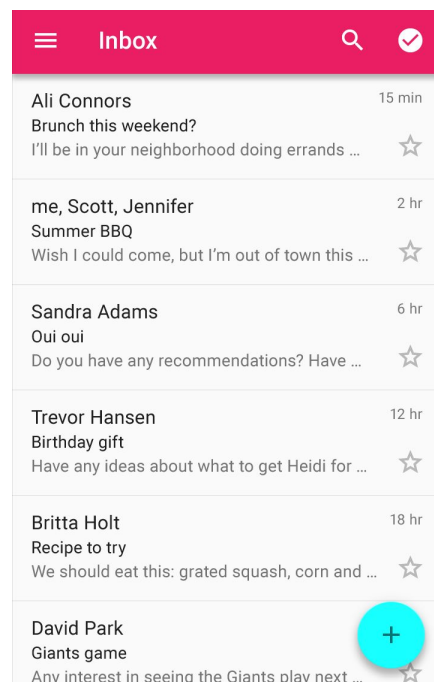 Inbox
Ali Connors 15 min
Brunch this weekend?
I'll be in your neighborhood doing errands ...
me, Scott, Jennifer 2 hr
Summer BBQ
Wish I could come, but I'm out of town this ...
Sandra Adams 6 hr
Oui oui
Do you have any recommendations? Have ...
Trevor Hansen 12 hr
Birthday gift
Have any ideas about what to get Heidi for ...
Britta Holt 18 hr
Recipe to try
We should eat this: grated squash, corn and ...
David Park
Giants game
Any interest in seeing the Giants play next ...